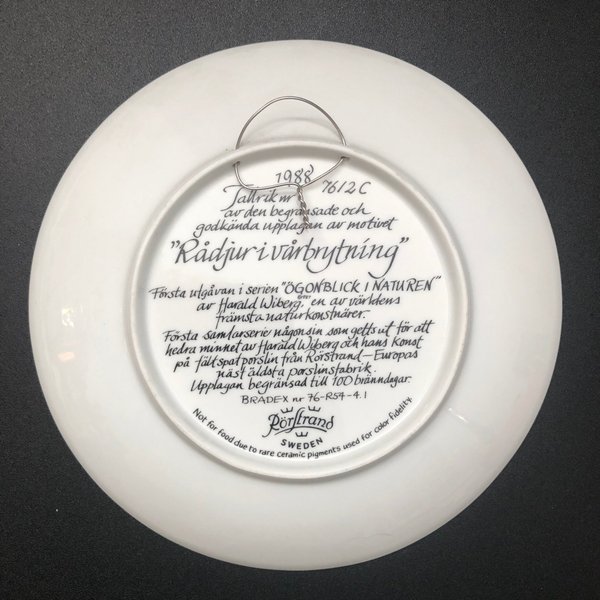 1988
Tallrik nr 7612C
av den begränsade och
godkända upplagan av motivet
"Rådjur i vårbrytning"
Första utgåvan i serien "ÖGONBLICK I NATUREN"
av Harald Wiberg, en av världens
främsta naturkonstnärer.
Första samlarserie någonsin som getts ut för att
hedra minnet av Harald Wiberg och hans konst
på fältspatporslin från Rörstrand – Europas
näst äldsta porslinsfabrik.
Upplagan begränsad till 100 bränndagar.
BRADEX nr 76-R54-4.1
Rörstrand
SWEDEN
Not for food due to rare ceramic pigments used for color fidelity.